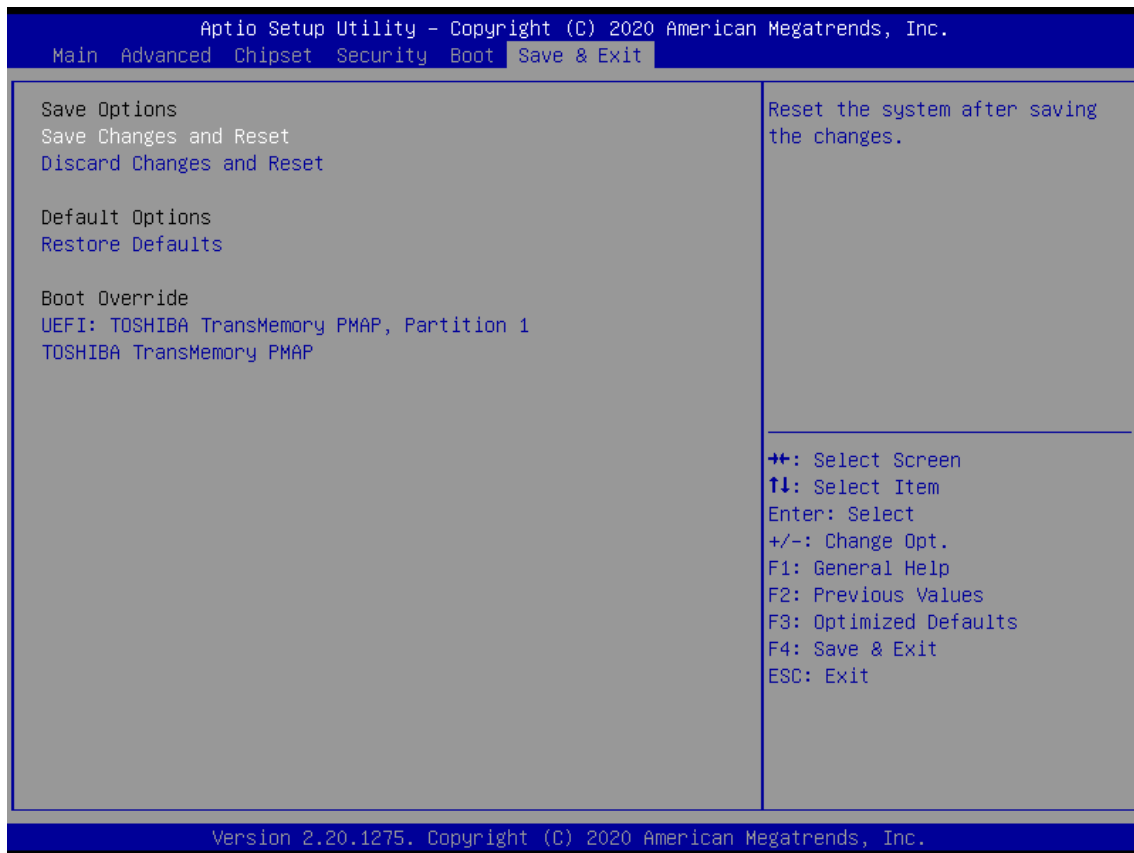 Aptio Setup Utility – Copyright (C) 2020 American Megatrends, Inc.
Main Advanced Chipset Security Boot Save & Exit
Save Options
Save Changes and Reset
Discard Changes and Reset
Default Options
Restore Defaults
Boot Override
UEFI: TOSHIBA TransMemory PMAP, Partition 1
TOSHIBA TransMemory PMAP
Reset the system after saving
the changes.
→←: Select Screen
↑↓: Select Item
Enter: Select
+/-: Change Opt.
F1: General Help
F2: Previous Values
F3: Optimized Defaults
F4: Save & Exit
ESC: Exit
Version 2.20.1275. Copyright (C) 2020 American Megatrends, Inc.